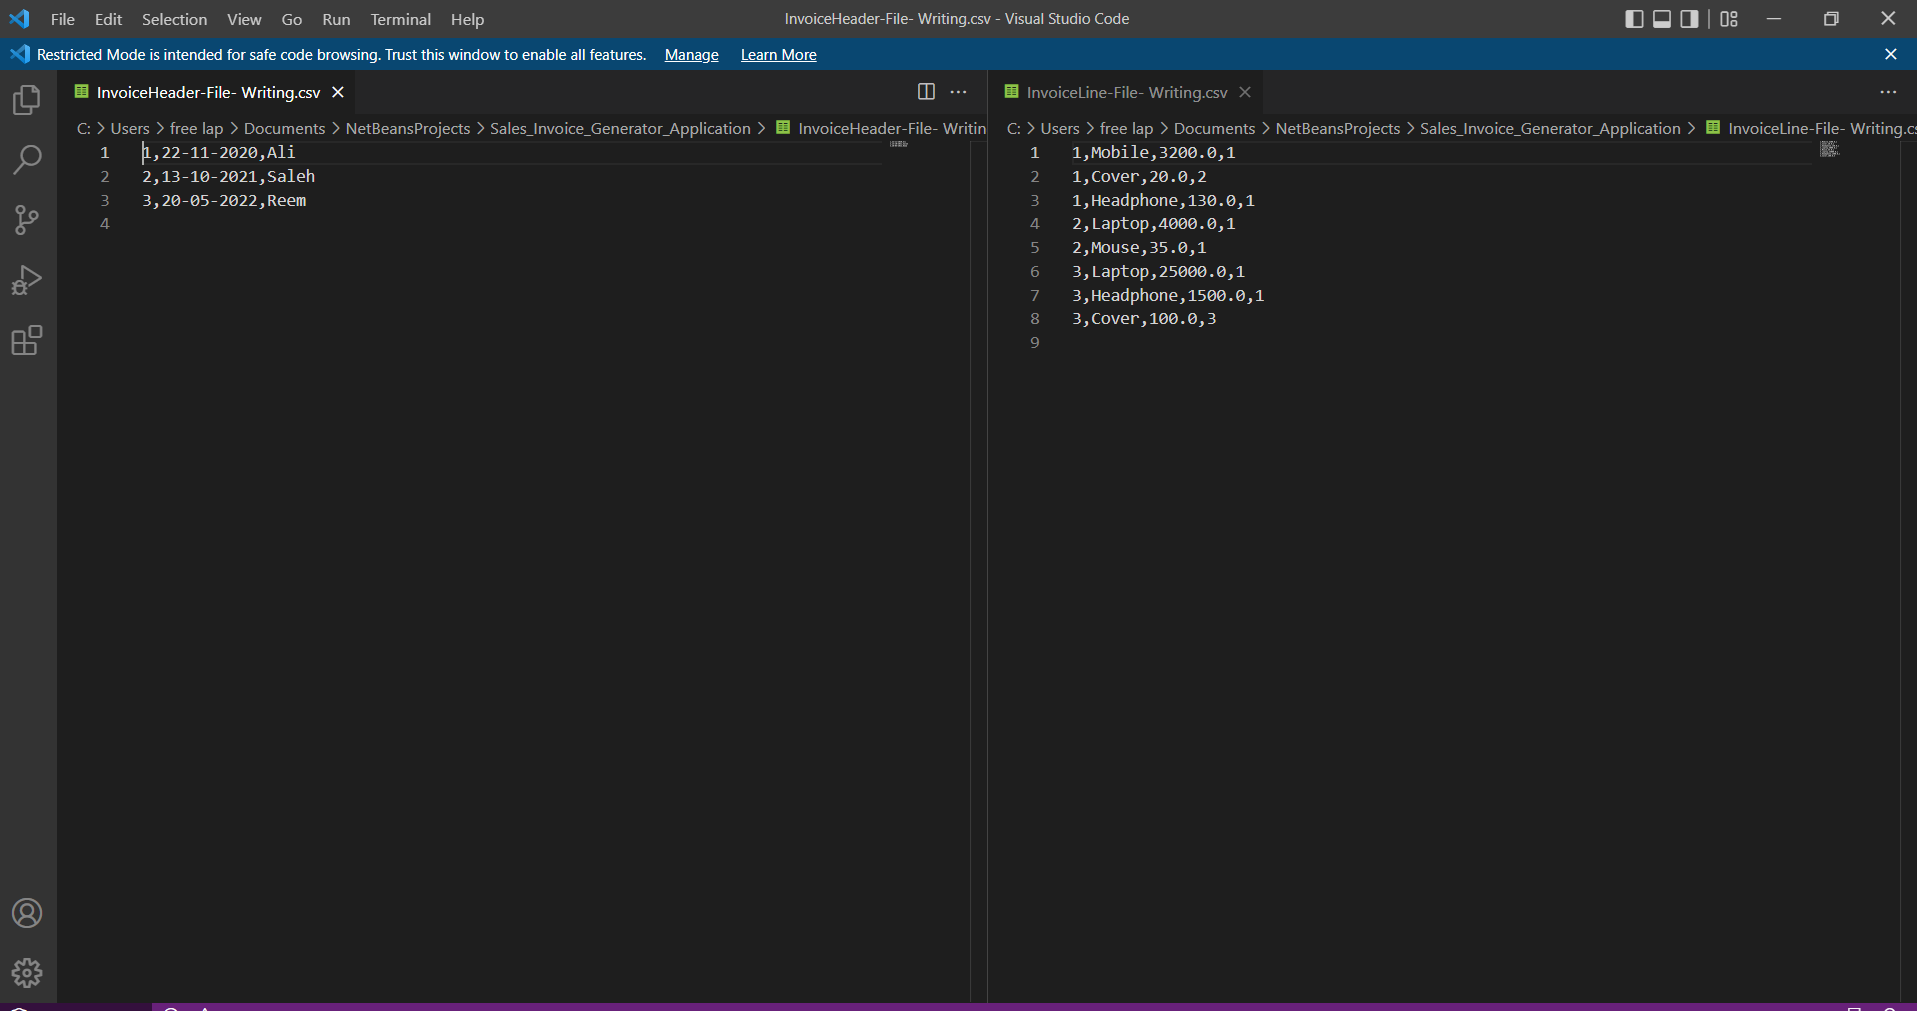 File Edit Selection View Go Run Terminal Help
InvoiceHeader-File- Writing.csv - Visual Studio Code
Restricted Mode is intended for safe code browsing. Trust this window to enable all features. Manage Learn More
InvoiceHeader-File- Writing.csv
C: > Users > free lap > Documents > NetBeansProjects > Sales_Invoice_Generator_Application > InvoiceHeader-File- Writin
1 1,22-11-2020,Ali
2 2,13-10-2021,Saleh
3 3,20-05-2022,Reem
4
InvoiceLine-File- Writing.csv
C: > Users > free lap > Documents > NetBeansProjects > Sales_Invoice_Generator_Application > InvoiceLine-File- Writing.cs
1 1,Mobile,3200.0,1
2 1,Cover,20.0,2
3 1,Headphone,130.0,1
4 2,Laptop,4000.0,1
5 2,Mouse,35.0,1
6 3,Laptop,25000.0,1
7 3,Headphone,1500.0,1
8 3,Cover,100.0,3
9